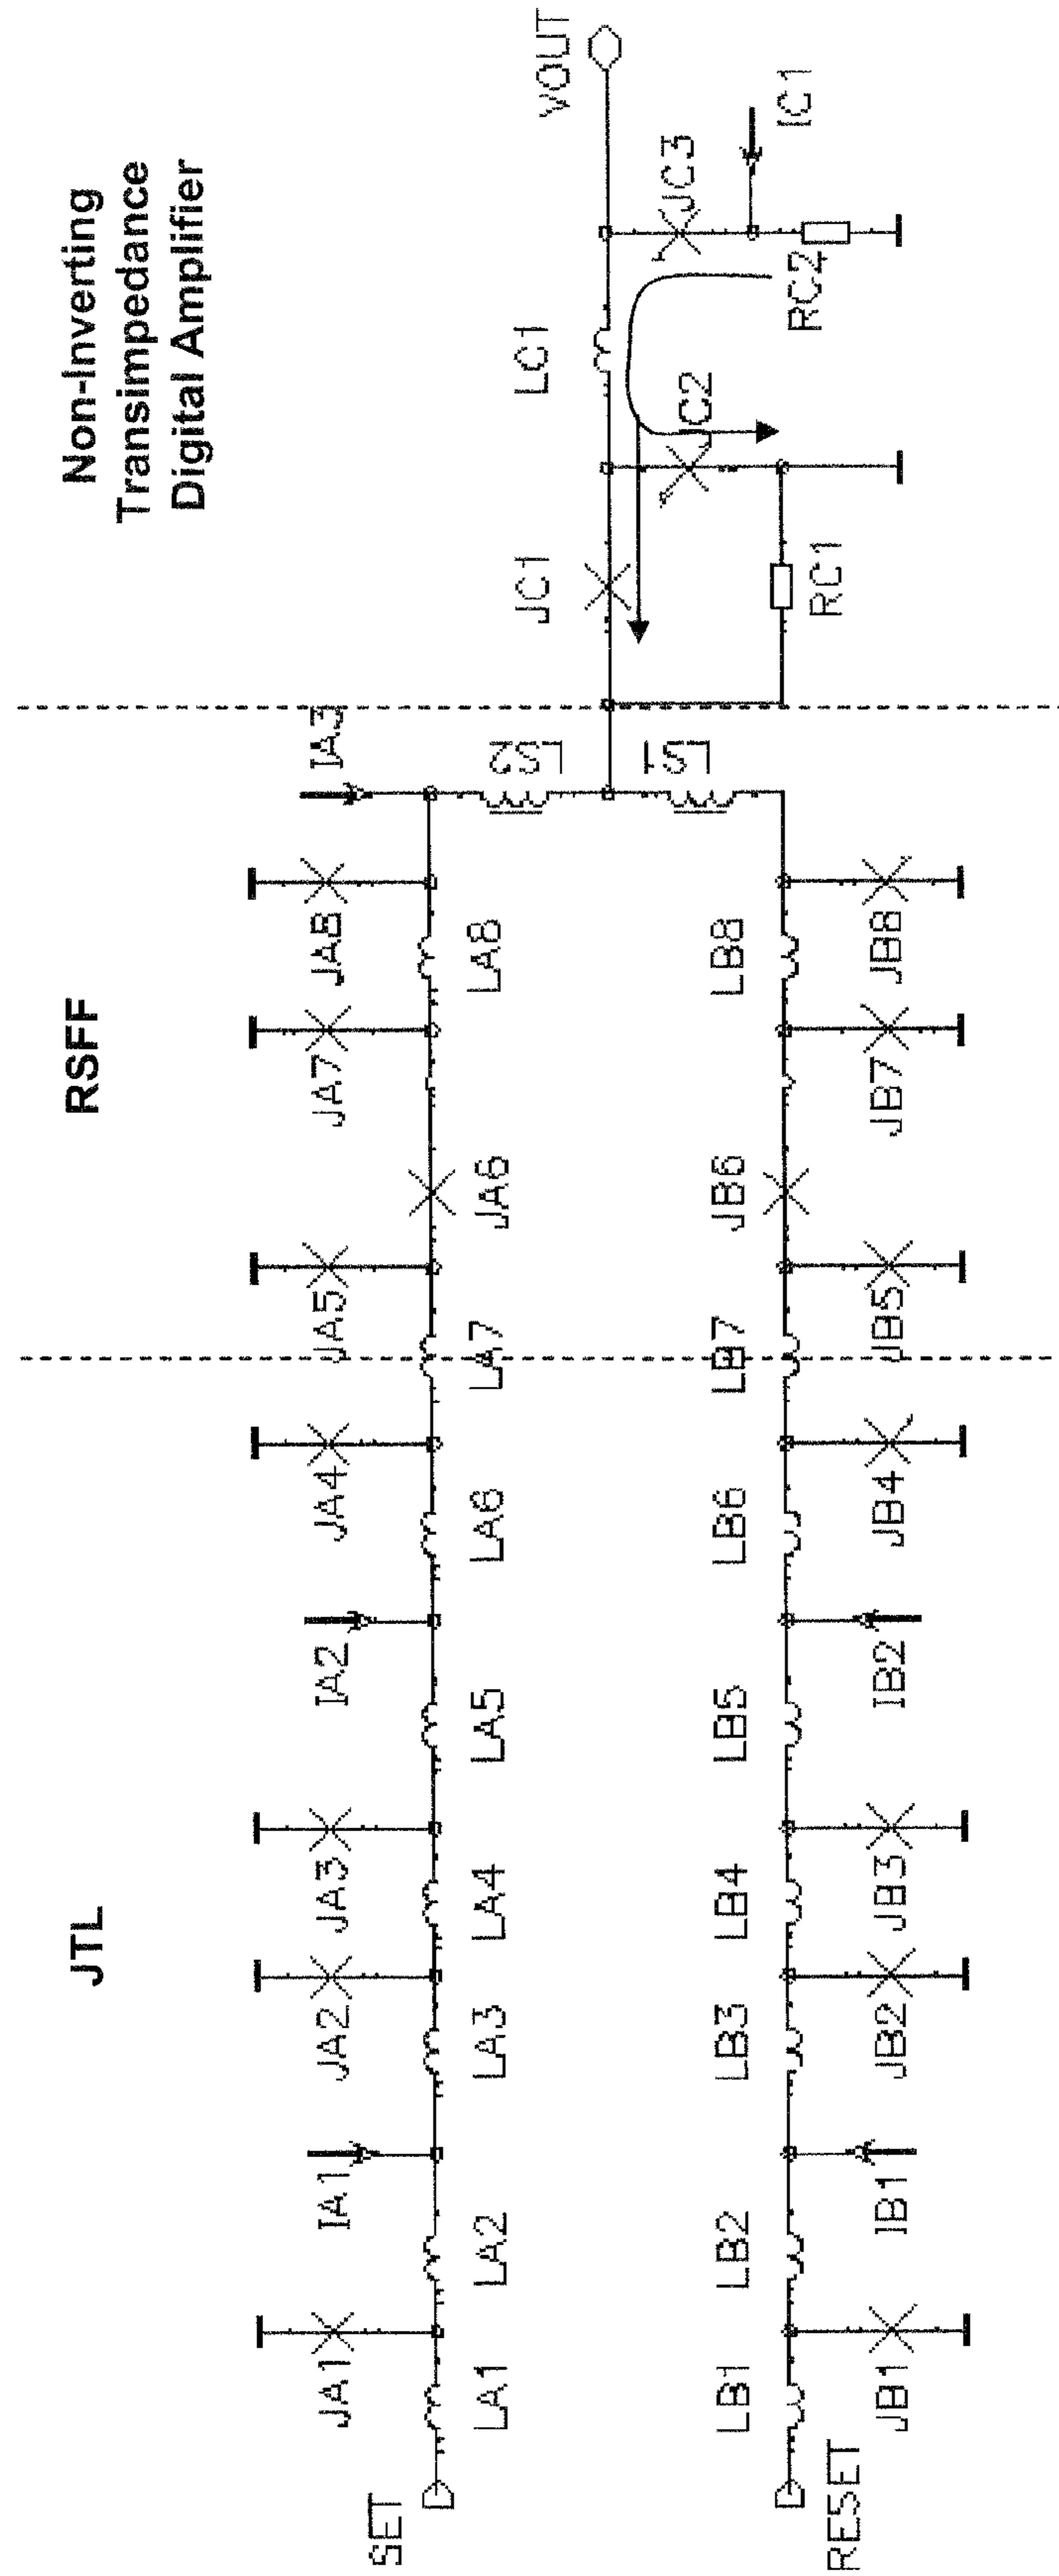 JTL
RSFF
Non-Inverting
Transimpedance
Digital Amplifier
SET
JA1
IA1
JA2
JA3
IA2
JA4
JA5
JA7
JA8
IA3
LA1
LA2
LA3
LA4
LA5
LA6
LA7
JA6
LA8
LS2
LS1
LB1
LB2
LB3
LB4
LB5
LB6
LB7
JB6
LB8
RESET
JB1
IB1
JB2
JB3
IB2
JB4
JB5
JB7
JB8
JC1
LC1
VOUT
JC2
JC3
IC1
RC1
RC2